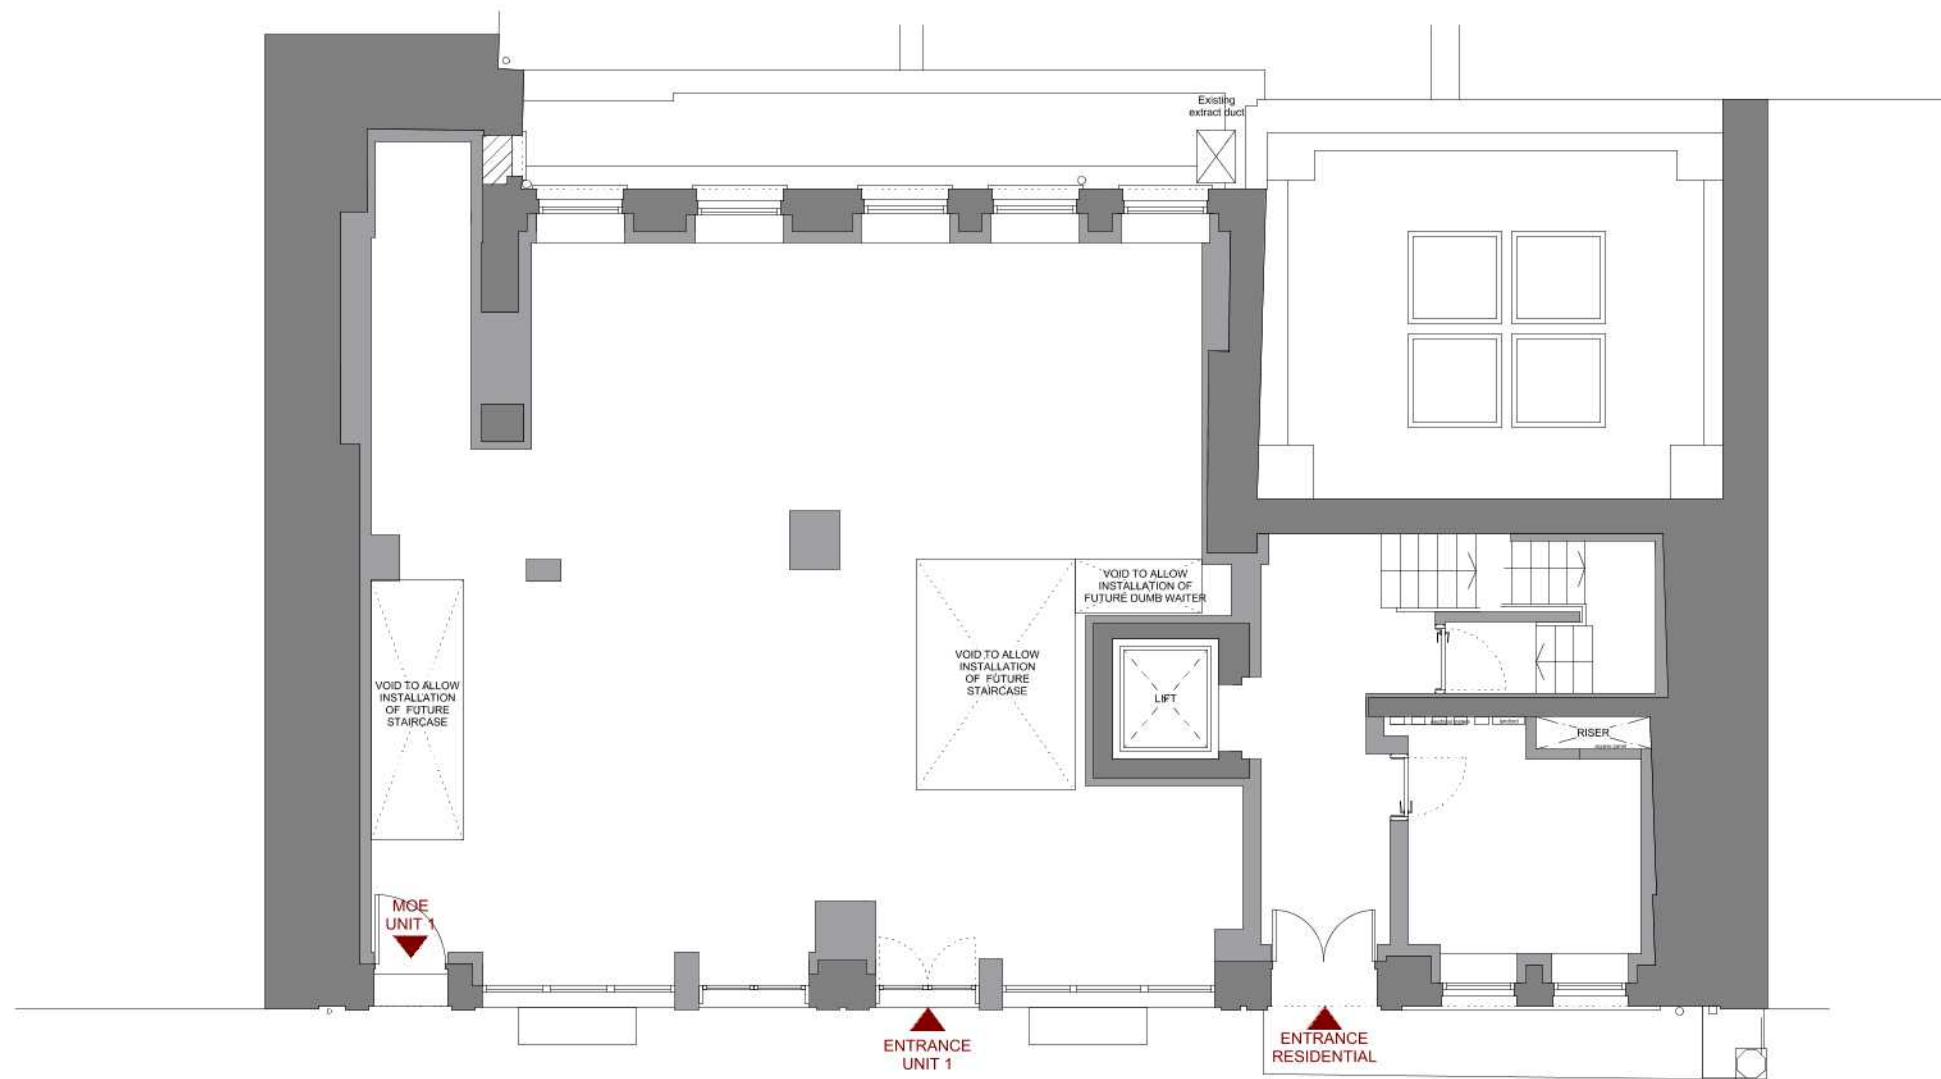 Existing
extract duct
VOID TO ALLOW
INSTALLATION OF
FUTURE DUMB WAITER
VOID TO ALLOW
INSTALLATION
OF FUTURE
STAIRCASE
VOID TO ALLOW
INSTALLATION
OF FUTURE
STAIRCASE
LIFT
RISER
MOE
UNIT 1
ENTRANCE
UNIT 1
ENTRANCE
RESIDENTIAL